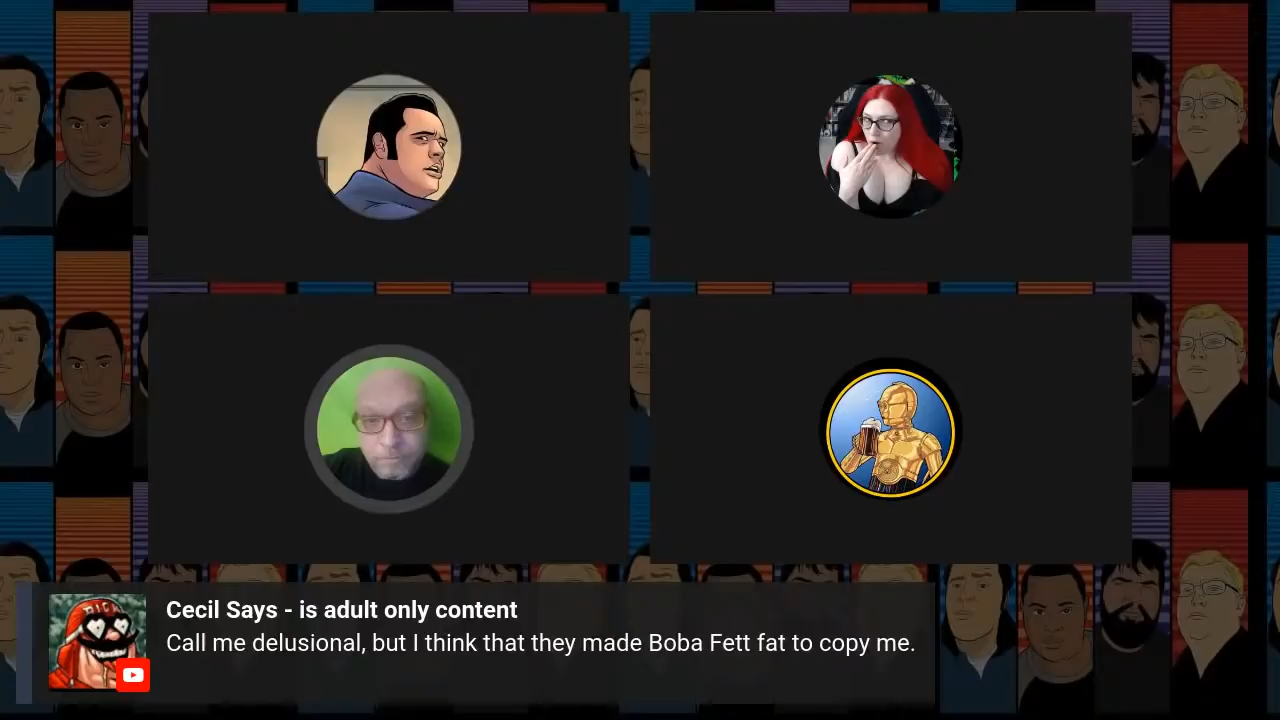 Cecil Says - is adult only content
Call me delusional, but I think that they made Boba Fett fat to copy me.